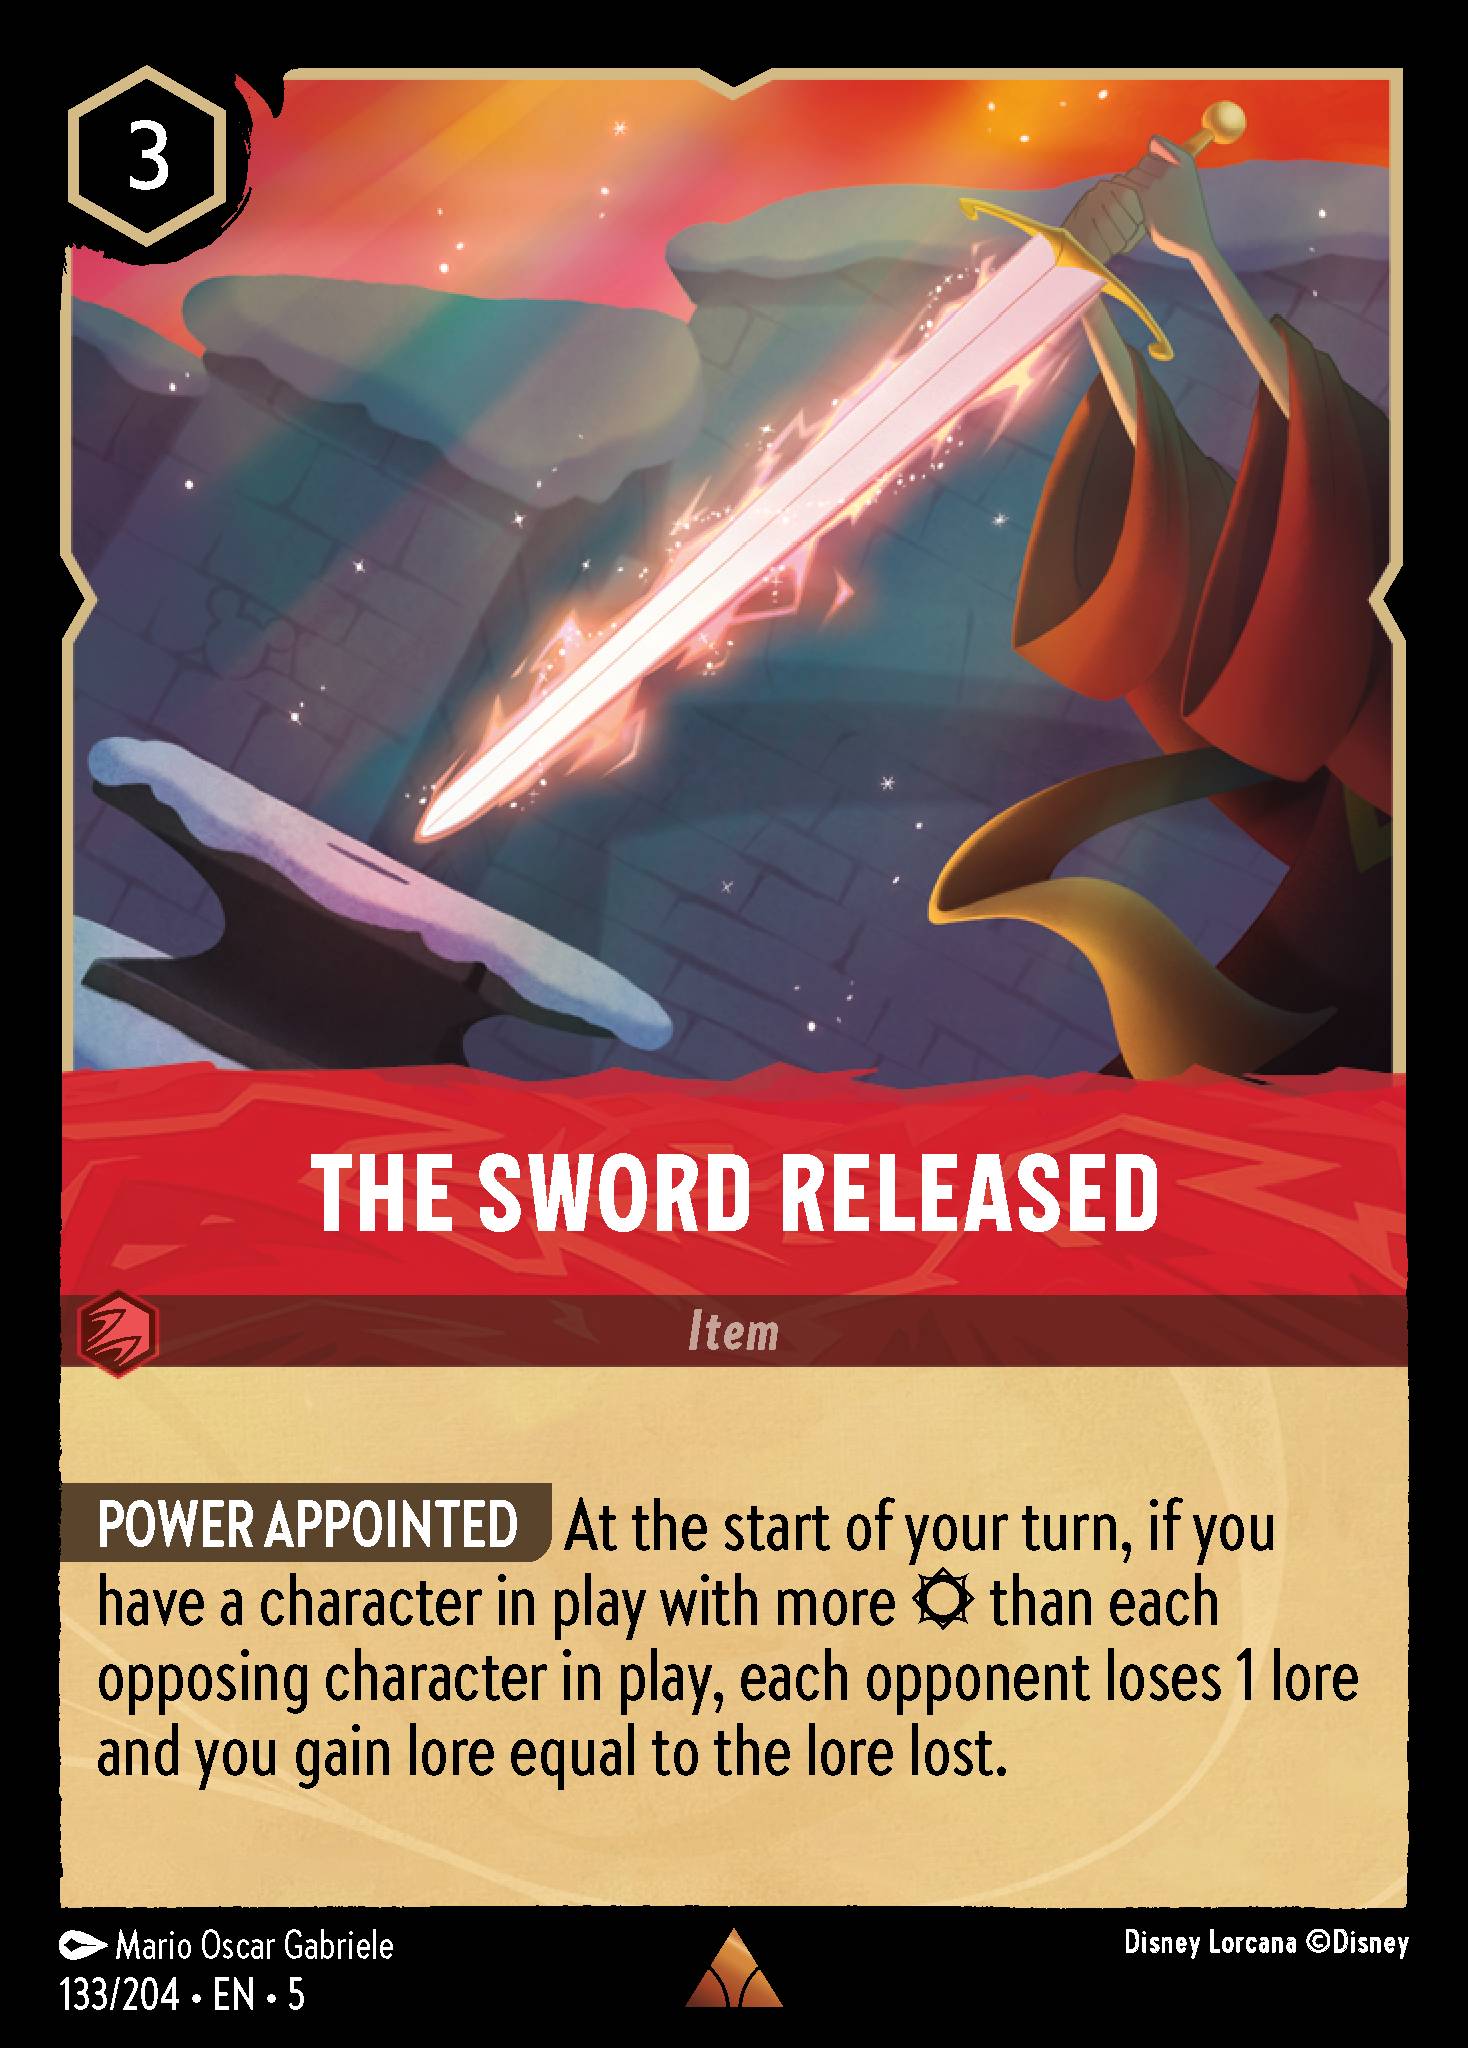 3
THE SWORD RELEASED
Item
POWER APPOINTED At the start of your turn, if you
have a character in play with more than each
opposing character in play, each opponent loses 1 lore
and you gain lore equal to the lore lost.
Mario Oscar Gabriele
Disney Lorcana ©Disney
133/204 • EN • 5